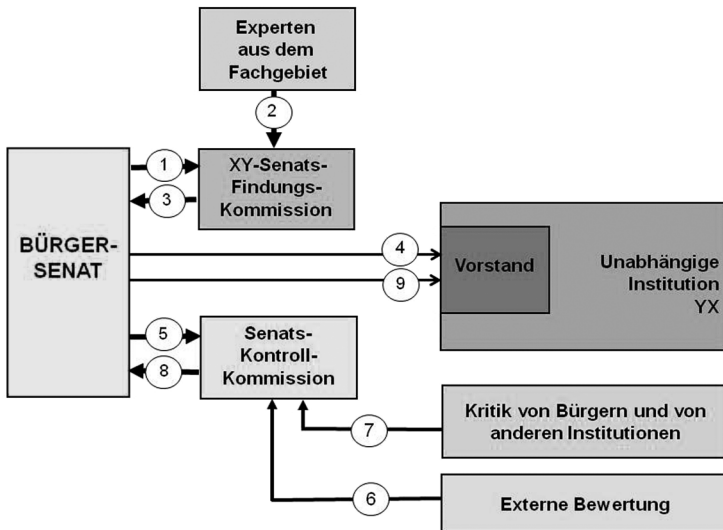 Experten
aus dem
Fachgebiet
2
1
XY-Senats-
Findungs-
Kommission
3
BÜRGER-
SENAT
4
9
Vorstand
Unabhängige
Institution
YX
5
Senats-
Kontroll-
Kommission
8
7
Kritik von Bürgern und von
anderen Institutionen
6
Externe Bewertung